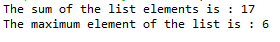 The sum of the list elements is : 17
The maximum element of the list is : 6